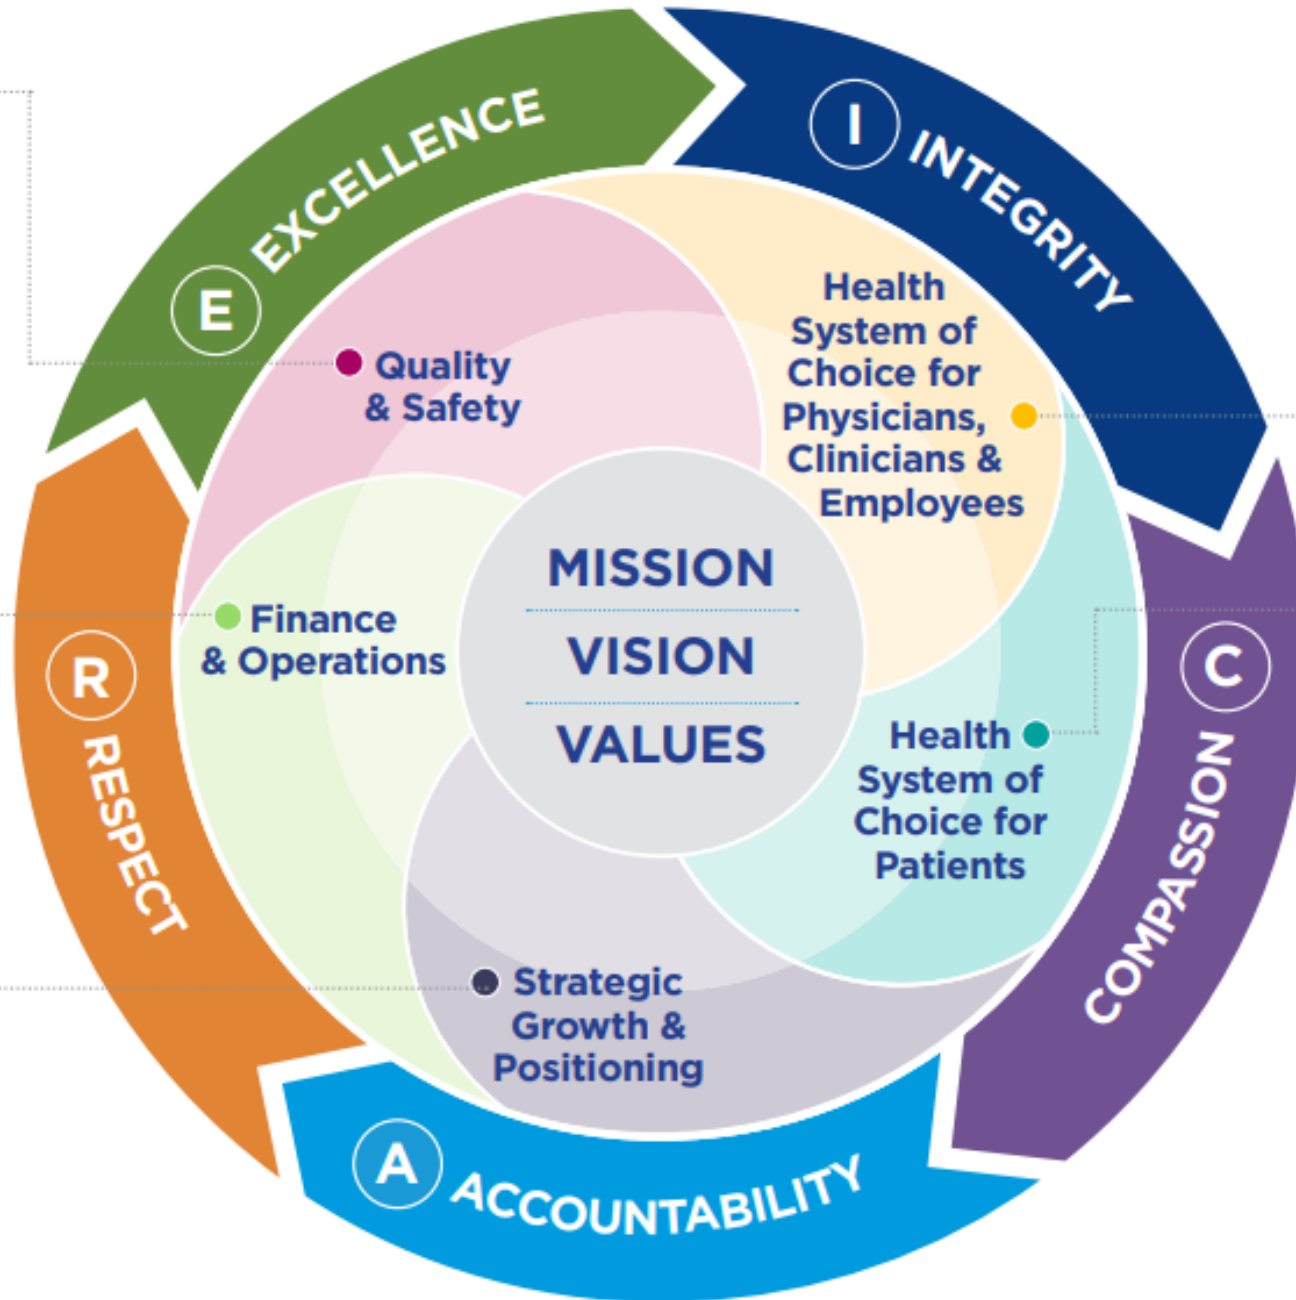 I INTEGRITY
C COMPASSION
A ACCOUNTABILITY
R RESPECT
E EXCELLENCE
Quality
& Safety
Health
System of
Choice for
Physicians,
Clinicians &
Employees
Health
System of
Choice for
Patients
Strategic
Growth &
Positioning
Finance
& Operations
MISSION
VISION
VALUES